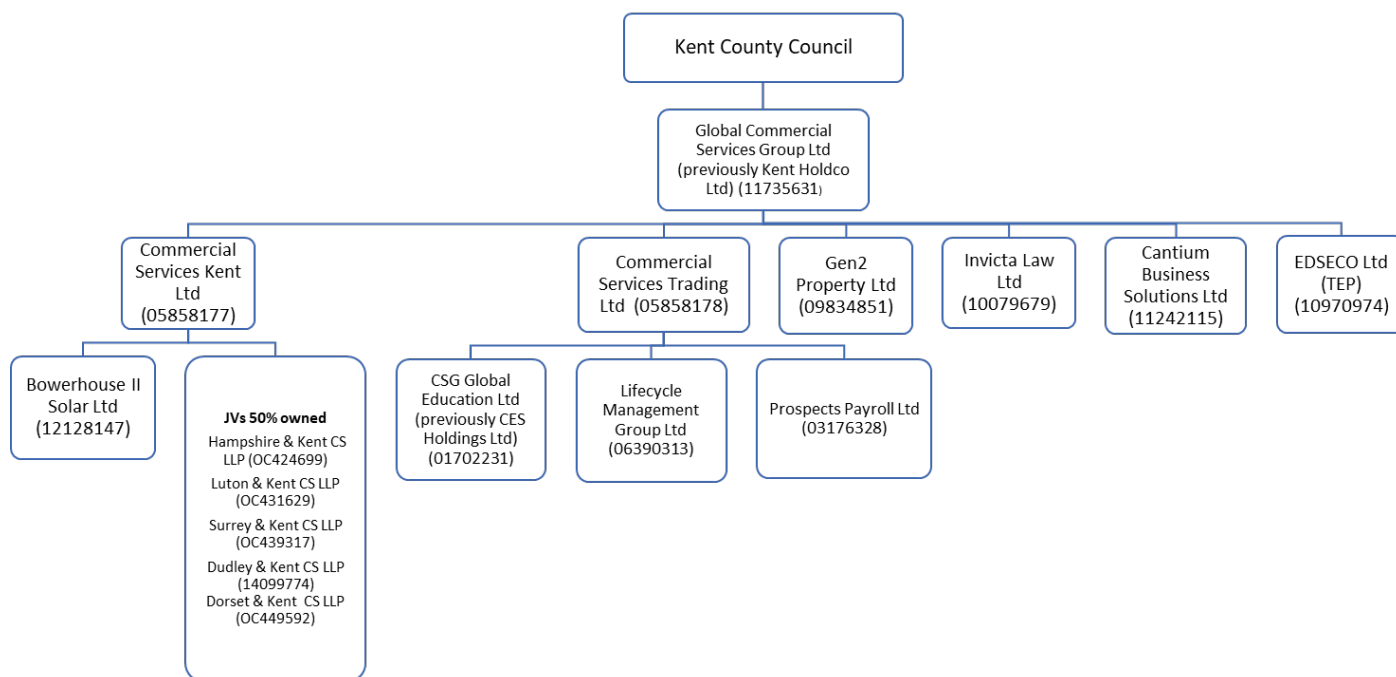 Kent County Council
Global Commercial
Services Group Ltd
(previously Kent Holdco
Ltd) (11735631)
Commercial
Services Kent
Ltd
(05858177)
Commercial
Services Trading
Ltd (05858178)
Gen2
Property Ltd
(09834851)
Invicta Law
Ltd
(10079679)
Cantium
Business
Solutions Ltd
(11242115)
EDSECO Ltd
(TEP)
(10970974)
Bowerhouse II
Solar Ltd
(12128147)
JVs 50% owned
Hampshire & Kent CS
LLP (OC424699)
Luton & Kent CS LLP
(OC431629)
Surrey & Kent CS LLP
(OC439317)
Dudley & Kent CS LLP
(14099774)
Dorset & Kent CS LLP
(OC449592)
CSG Global
Education Ltd
(previously CES
Holdings Ltd)
(01702231)
Lifecycle
Management
Group Ltd
(06390313)
Prospects Payroll Ltd
(03176328)